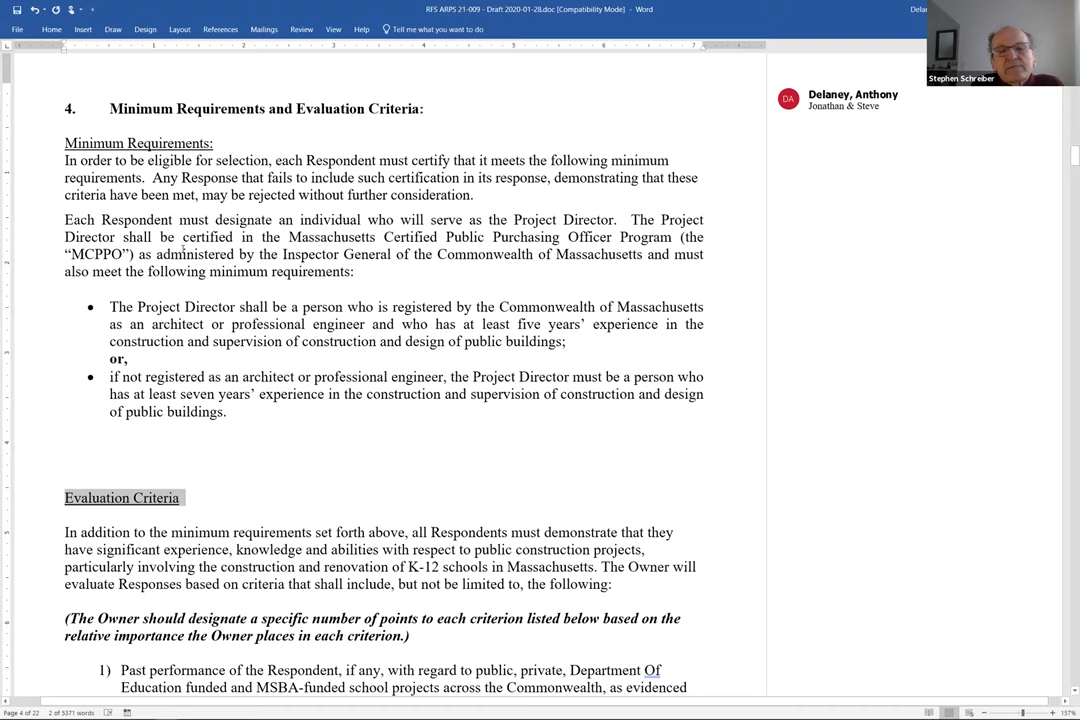 RFS ARPS 21-009 - Draft 2020-01-28.doc [Compatibility Mode] - Word
File Home Insert Draw Design Layout References Mailings Review View Help Tell me what you want to do
Stephen Schreiber
4. Minimum Requirements and Evaluation Criteria:
DA Delaney, Anthony
Jonathan & Steve
Minimum Requirements:
In order to be eligible for selection, each Respondent must certify that it meets the following minimum
requirements. Any Response that fails to include such certification in its response, demonstrating that these
criteria have been met, may be rejected without further consideration.
Each Respondent must designate an individual who will serve as the Project Director. The Project
Director shall be certified in the Massachusetts Certified Public Purchasing Officer Program (the
“MCPPO”) as administered by the Inspector General of the Commonwealth of Massachusetts and must
also meet the following minimum requirements:
• The Project Director shall be a person who is registered by the Commonwealth of Massachusetts
as an architect or professional engineer and who has at least five years’ experience in the
construction and supervision of construction and design of public buildings;
or,
• if not registered as an architect or professional engineer, the Project Director must be a person who
has at least seven years’ experience in the construction and supervision of construction and design
of public buildings.
Evaluation Criteria
In addition to the minimum requirements set forth above, all Respondents must demonstrate that they
have significant experience, knowledge and abilities with respect to public construction projects,
particularly involving the construction and renovation of K-12 schools in Massachusetts. The Owner will
evaluate Responses based on criteria that shall include, but not be limited to, the following:
(The Owner should designate a specific number of points to each criterion listed below based on the
relative importance the Owner places in each criterion.)
1) Past performance of the Respondent, if any, with regard to public, private, Department Of
Education funded and MSBA-funded school projects across the Commonwealth, as evidenced
Page 4 of 22 2 of 5371 words 157%